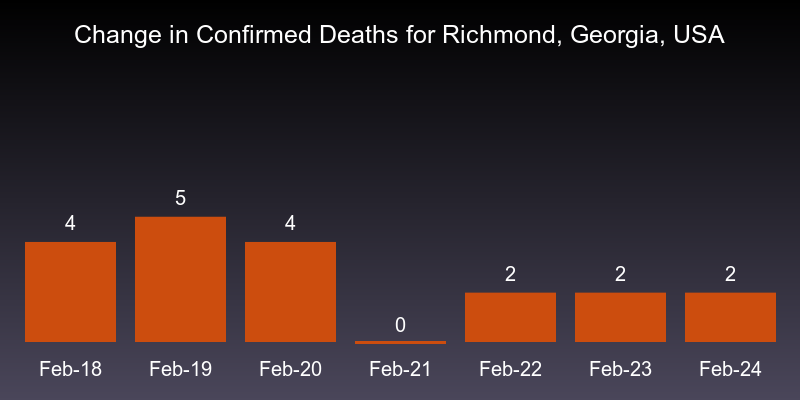 Change in Confirmed Deaths for Richmond, Georgia, USA
4
5
4
0
2
2
2
Feb-18
Feb-19
Feb-20
Feb-21
Feb-22
Feb-23
Feb-24